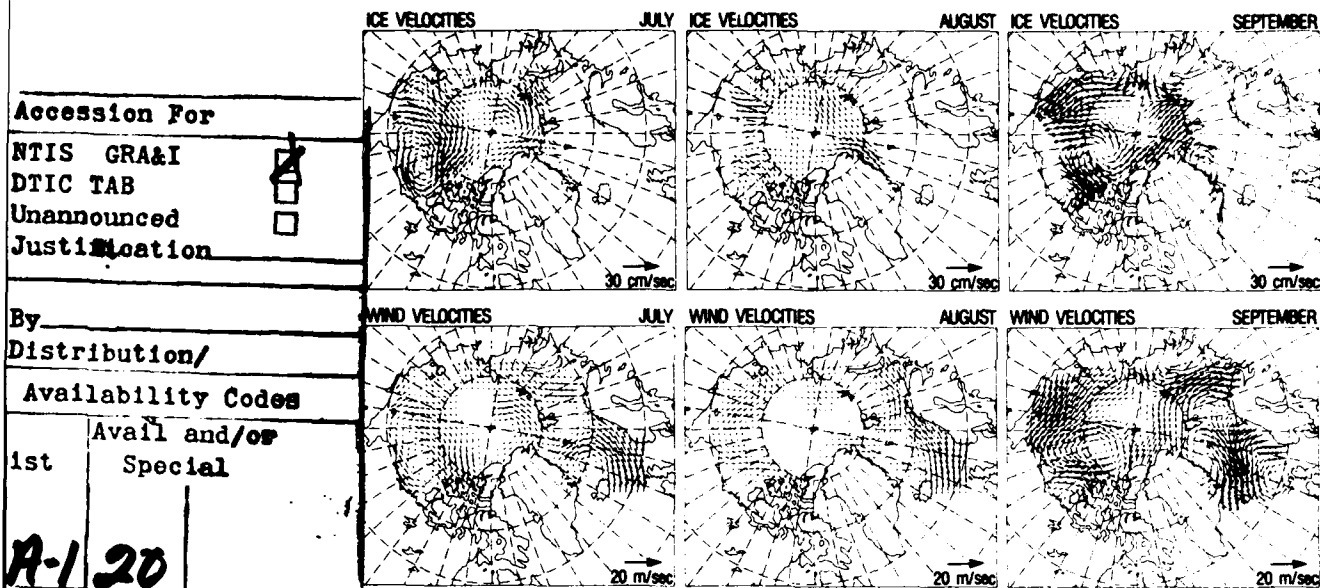 Accession For
NTIS GRA&I
DTIC TAB
Unannounced
By
Distribution/
Availability Codes
Avail and/or
ist Special
A-1 20
ICE VELOCITIES JULY
30 cm/sec
ICE VELOCITIES AUGUST
30 cm/sec
ICE VELOCITIES SEPTEMBER
30 cm/sec
WIND VELOCITIES JULY
20 m/sec
WIND VELOCITIES AUGUST
20 m/sec
WIND VELOCITIES SEPTEMBER
20 m/sec